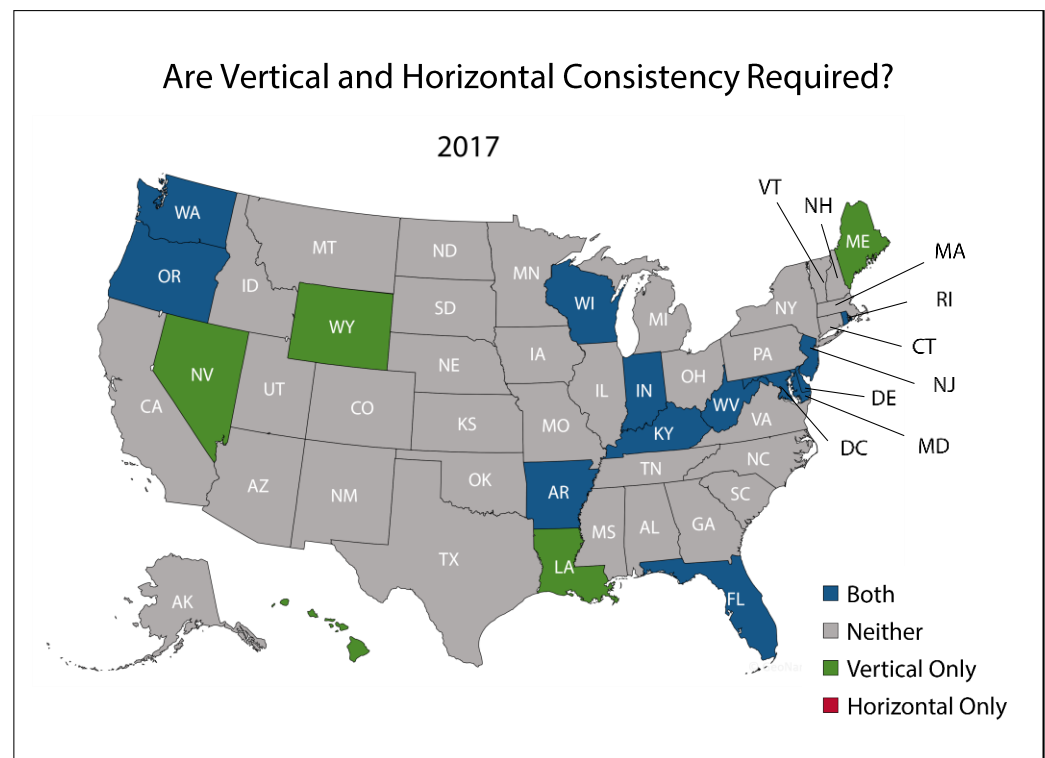 Are Vertical and Horizontal Consistency Required?
2017
VT
NH
WA
ME
MT
ND
MA
OR
MN
ID
SD
WI
NY
RI
MI
WY
CT
IA
PA
NE
NV
OH
NJ
UT
IL
IN
DE
CA
CO
WV
KS
MO
KY
VA
DC
MD
NC
TN
OK
AZ
NM
AR
SC
MS
AL
GA
TX
LA
AK
FL
Both
Neither
Vertical Only
Horizontal Only